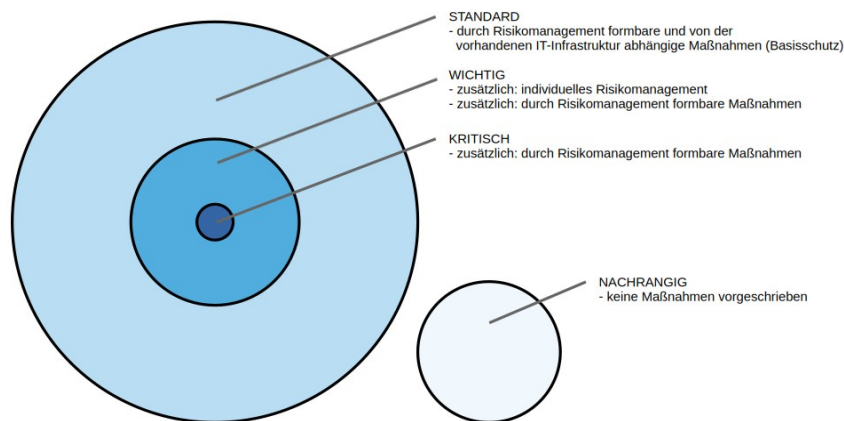 STANDARD
- durch Risikomanagement formbare und von der
vorhandenen IT-Infrastruktur abhängige Maßnahmen (Basisschutz)
WICHTIG
- zusätzlich: individuelles Risikomanagement
- zusätzlich: durch Risikomanagement formbare Maßnahmen
KRITISCH
- zusätzlich: durch Risikomanagement formbare Maßnahmen
NACHRANGIG
- keine Maßnahmen vorgeschrieben